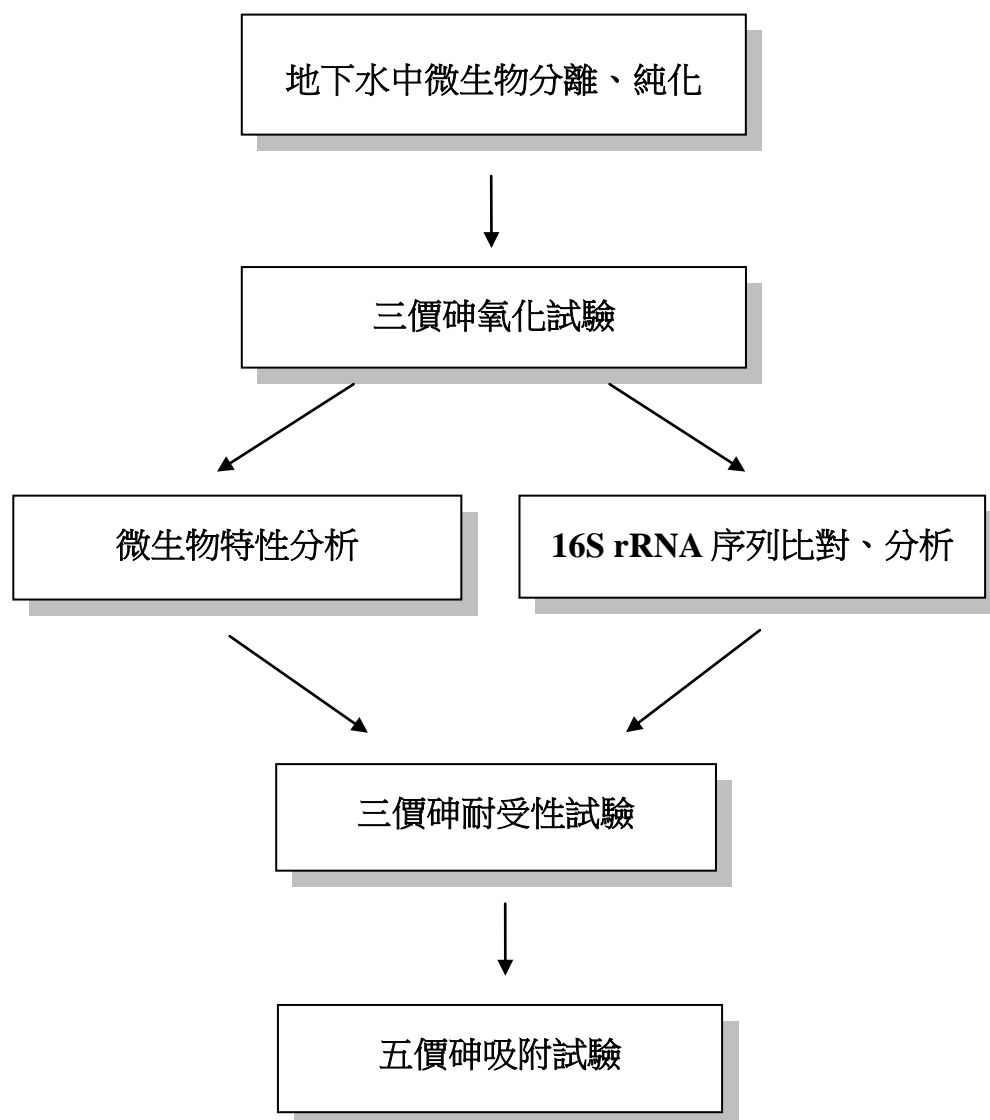 地下水中微生物分離、純化
三價砷氧化試驗
微生物特性分析
16S rRNA 序列比對、分析
三價砷耐受性試驗
五價砷吸附試驗